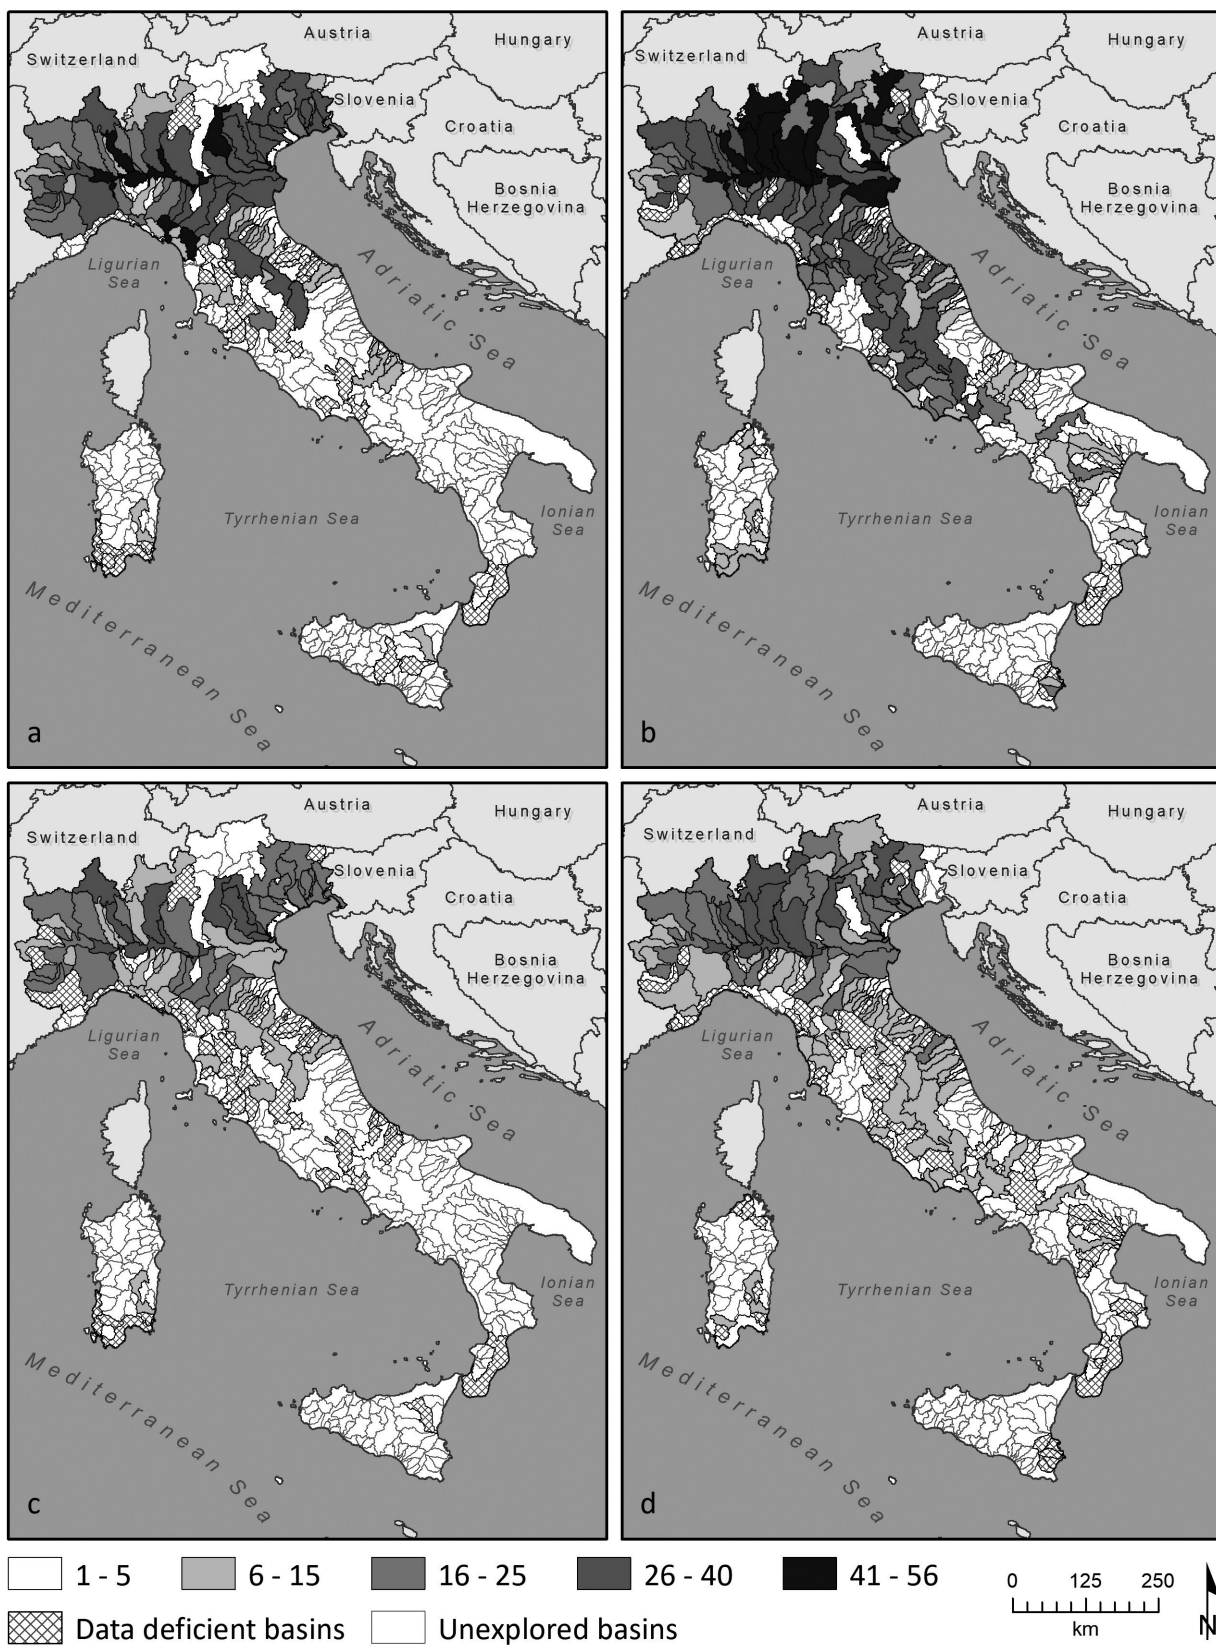 Austria
Hungary
Switzerland
Slovenia
Croatia
Bosnia
Herzegovina
Ligurian
Sea
Adriatic Sea
Tyrrhenian Sea
Ionian
Sea
Mediterranean Sea
a
Austria
Hungary
Switzerland
Slovenia
Croatia
Bosnia
Herzegovina
Ligurian
Sea
Adriatic Sea
Tyrrhenian Sea
Ionian
Sea
Mediterranean Sea
b
Austria
Hungary
Switzerland
Slovenia
Croatia
Bosnia
Herzegovina
Ligurian
Sea
Adriatic Sea
Tyrrhenian Sea
Ionian
Sea
Mediterranean Sea
c
Austria
Hungary
Switzerland
Slovenia
Croatia
Bosnia
Herzegovina
Ligurian
Sea
Adriatic Sea
Tyrrhenian Sea
Ionian
Sea
Mediterranean Sea
d
1 - 5 6 - 15 16 - 25 26 - 40 41 - 56
Data deficient basins Unexplored basins
0 125 250
km
N